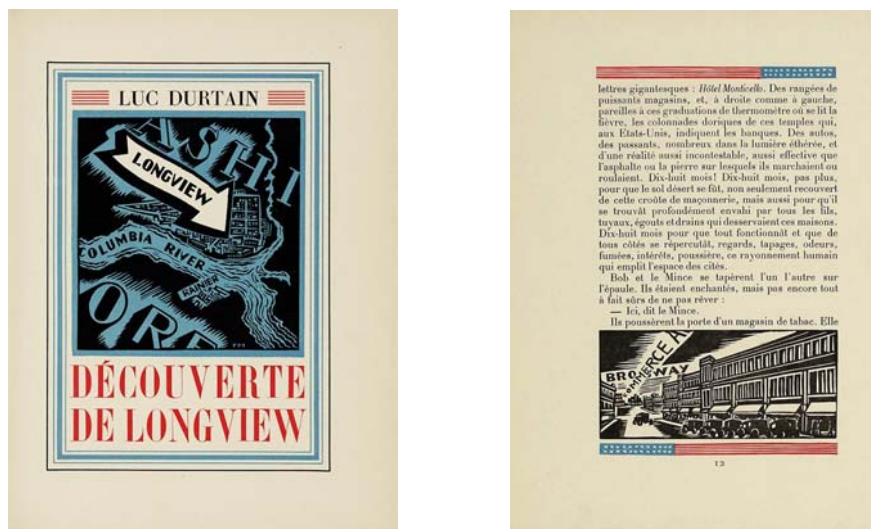 LUC DURTAIN
ASHI
LONGVIEW
COLUMBIA RIVER
RAINIER
ORE
DÉCOUVERTE
DE LONGVIEW
lettres gigantesques : Hôtel Monticello. Des rangées de
puissants magasins, et, à droite comme à gauche,
pareilles à ces graduations de thermomètre où se lit la
fièvre, les colonnades doriques de ces temples qui,
aux Etats-Unis, indiquent les banques. Des autos,
des passants, nombreux dans la lumière éthérée, et
d'une réalité aussi incontestable, aussi effective que
l'asphalte ou la pierre sur lesquels ils marchaient ou
roulaient. Dix-huit mois! Dix-huit mois, pas plus,
pour que le sol désert se fût, non seulement recouvert
de cette croûte de maçonnerie, mais aussi pour qu'il
se trouvât profondément envahi par tous les fils,
tuyaux, égouts et drains qui desservaient ces maisons.
Dix-huit mois pour que tout fonctionnât et que de
tous côtés se répercutât, regards, tapages, odeurs,
fumées, intérêts, poussière, ce rayonnement humain
qui emplit l'espace des cités.
Bob et le Mince se tapèrent l'un l'autre sur
l'épaule. Ils étaient enchantés, mais pas encore tout
à fait sûrs de ne pas rêver :
— Ici, dit le Mince.
Ils poussèrent la porte d'un magasin de tabac. Elle
COMMERCE A
BROADWAY
13